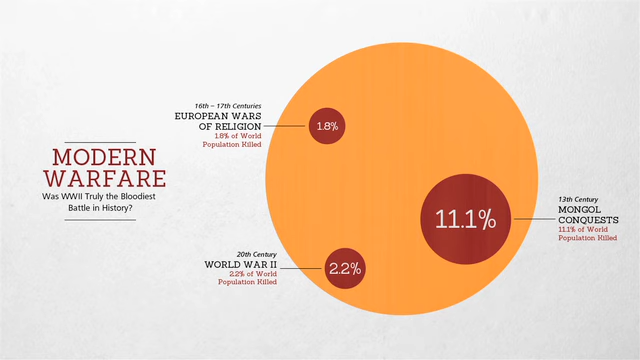 MODERN
WARFARE
Was WWII Truly the Bloodiest
Battle in History?
16th – 17th Centuries
EUROPEAN WARS
OF RELIGION
1.8% of World
Population Killed
1.8%
13th Century
MONGOL
CONQUESTS
11.1% of World
Population Killed
11.1%
20th Century
WORLD WAR II
2.2% of World
Population Killed
2.2%